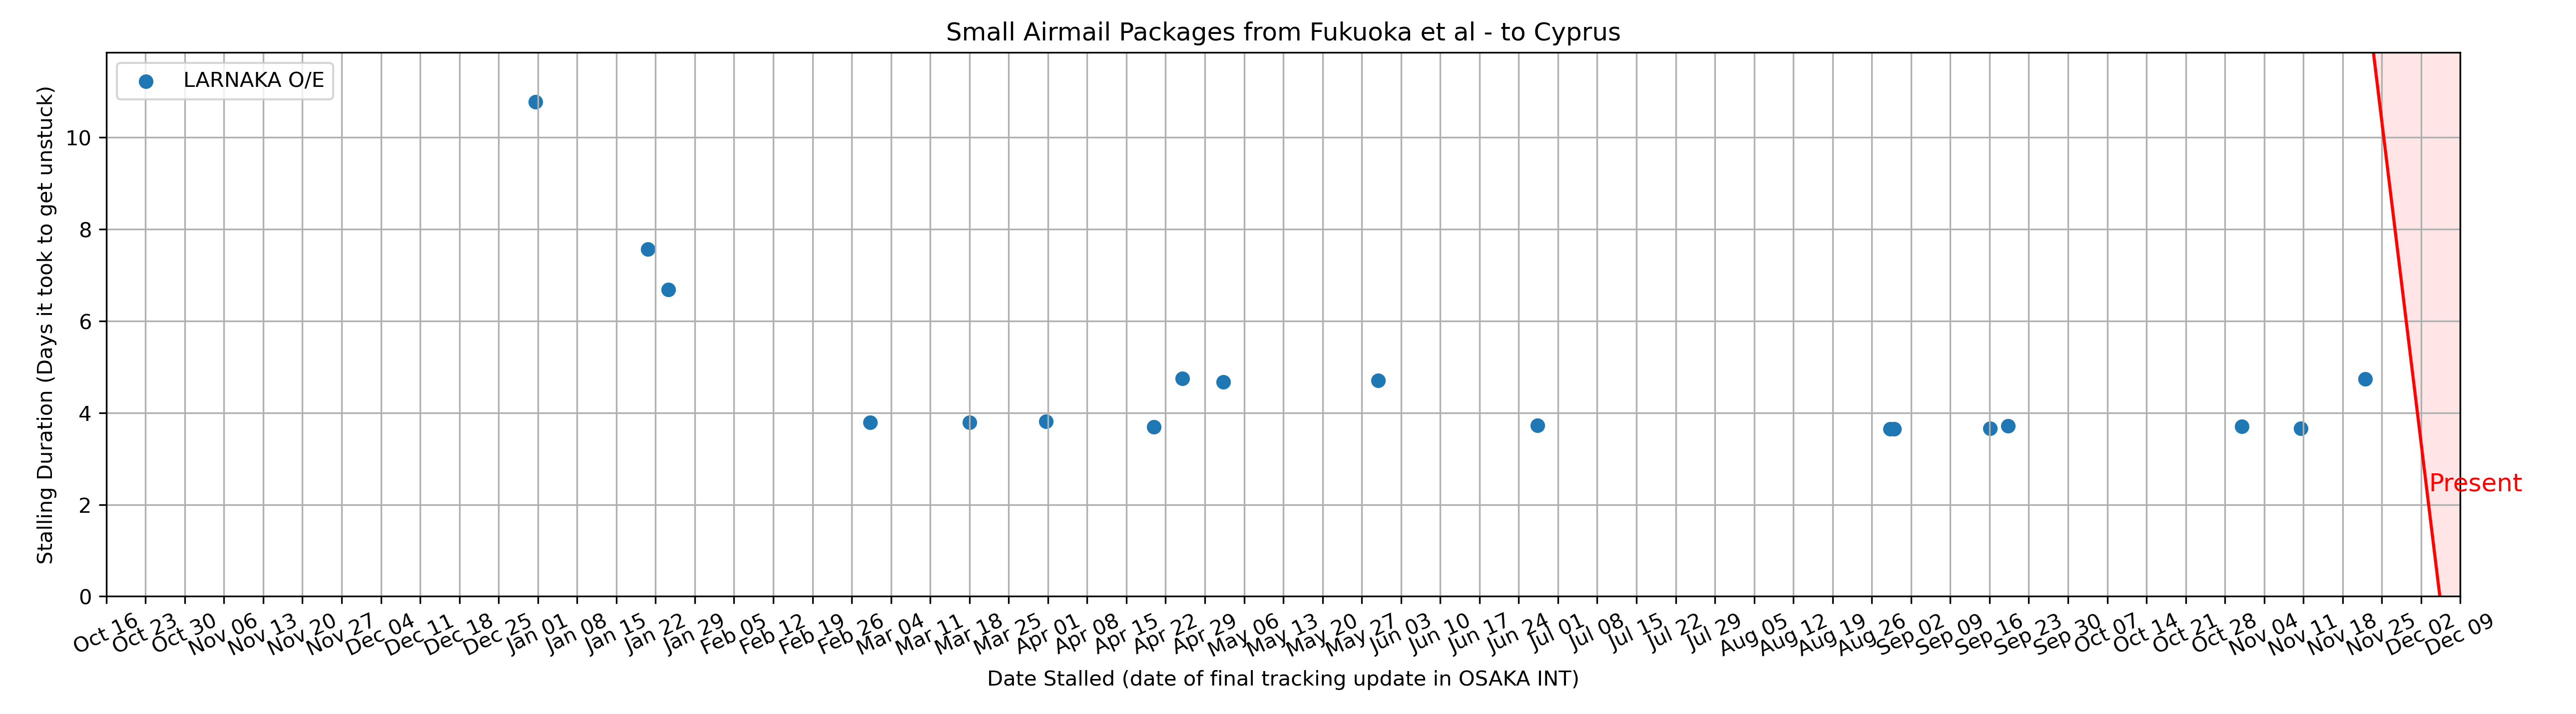 Small Airmail Packages from Fukuoka et al - to Cyprus
LARNAKA O/E
Stalling Duration (Days it took to get unstuck)
10
8
6
4
2
0
Present
Oct 16 Oct 23 Oct 30 Nov 06 Nov 13 Nov 20 Nov 27 Dec 04 Dec 11 Dec 18 Dec 25 Jan 01 Jan 08 Jan 15 Jan 22 Jan 29 Feb 05 Feb 12 Feb 19 Feb 26 Mar 04 Mar 11 Mar 18 Mar 25 Apr 01 Apr 08 Apr 15 Apr 22 Apr 29 May 06 May 13 May 20 May 27 Jun 03 Jun 10 Jun 17 Jun 24 Jul 01 Jul 08 Jul 15 Jul 22 Jul 29 Aug 05 Aug 12 Aug 19 Aug 26 Sep 02 Sep 09 Sep 16 Sep 23 Sep 30 Oct 07 Oct 14 Oct 21 Oct 28 Nov 04 Nov 11 Nov 18 Nov 25 Dec 02 Dec 09
Date Stalled (date of final tracking update in OSAKA INT)